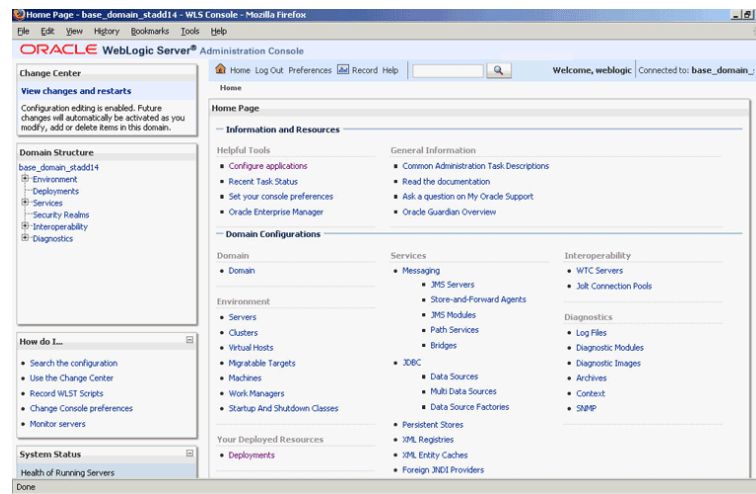 Home Page - base_domain_stadd14 - WLS Console - Mozilla Firefox
File Edit View History Bookmarks Tools Help
ORACLE WebLogic Server® Administration Console
Change Center
View changes and restarts
Configuration editing is enabled. Future
changes will automatically be activated as you
modify, add or delete items in this domain.
Domain Structure
base_domain_stadd14
Environment
Deployments
Services
Security Realms
Interoperability
Diagnostics
How do I...
Search the configuration
Use the Change Center
Record WLST Scripts
Change Console preferences
Monitor servers
System Status
Health of Running Servers
Home Log Out Preferences Record Help
Welcome, weblogic Connected to: base_domain_
Home
Home Page
Information and Resources
Helpful Tools
Configure applications
Recent Task Status
Set your console preferences
Oracle Enterprise Manager
General Information
Common Administration Task Descriptions
Read the documentation
Ask a question on My Oracle Support
Oracle Guardian Overview
Domain Configurations
Domain
Domain
Environment
Servers
Clusters
Virtual Hosts
Migratable Targets
Machines
Work Managers
Startup And Shutdown Classes
Your Deployed Resources
Deployments
Services
Messaging
JMS Servers
Store-and-Forward Agents
JMS Modules
Path Services
Bridges
JDBC
Data Sources
Multi Data Sources
Data Source Factories
Persistent Stores
XML Registries
XML Entity Caches
Foreign JNDI Providers
Interoperability
WTC Servers
Jolt Connection Pools
Diagnostics
Log Files
Diagnostic Modules
Diagnostic Images
Archives
Context
SNMP
Done